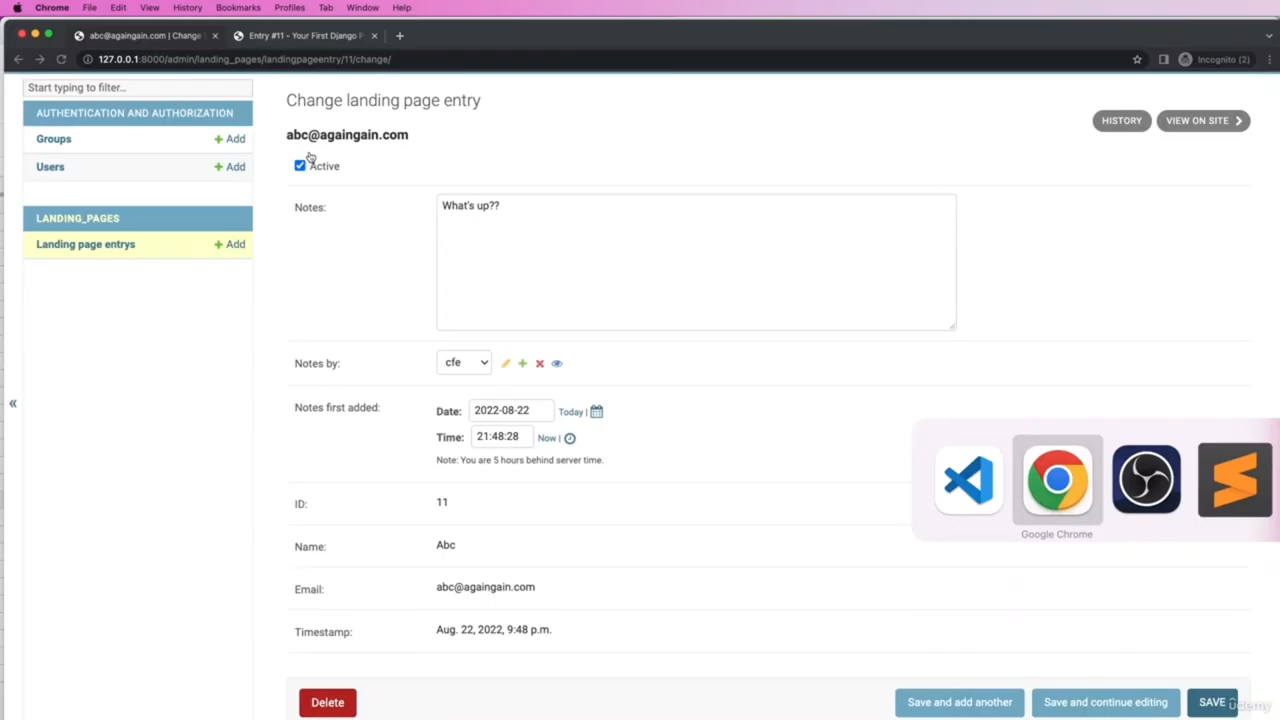 Chrome File Edit View History Bookmarks Profiles Tab Window Help
abc@againgain.com | Change
Entry #11 - Your First Django P
127.0.0.1:8000/admin/landing_pages/landingpageentry/11/change/
Incognito (2)
Start typing to filter...
AUTHENTICATION AND AUTHORIZATION
Groups + Add
Users + Add
LANDING_PAGES
Landing page entrys + Add
«
Change landing page entry
HISTORY
VIEW ON SITE
abc@againgain.com
Active
Notes:
What's up??
Notes by:
cfe
Notes first added:
Date: 2022-08-22 Today |
Time: 21:48:28 Now |
Note: You are 5 hours behind server time.
ID: 11
Name: Abc
Email: abc@againgain.com
Timestamp: Aug. 22, 2022, 9:48 p.m.
Google Chrome
Delete
Save and add another
Save and continue editing
SAVE
Udemy